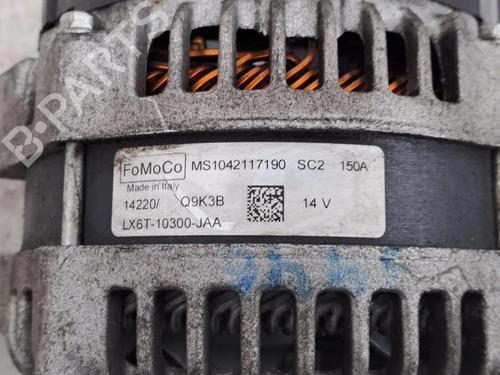 B-PARTS
FoMoCo MS1042117190 SC2 150A
Made in Italy
14220/ Q9K3B 14 V
LX6T-10300-JAA